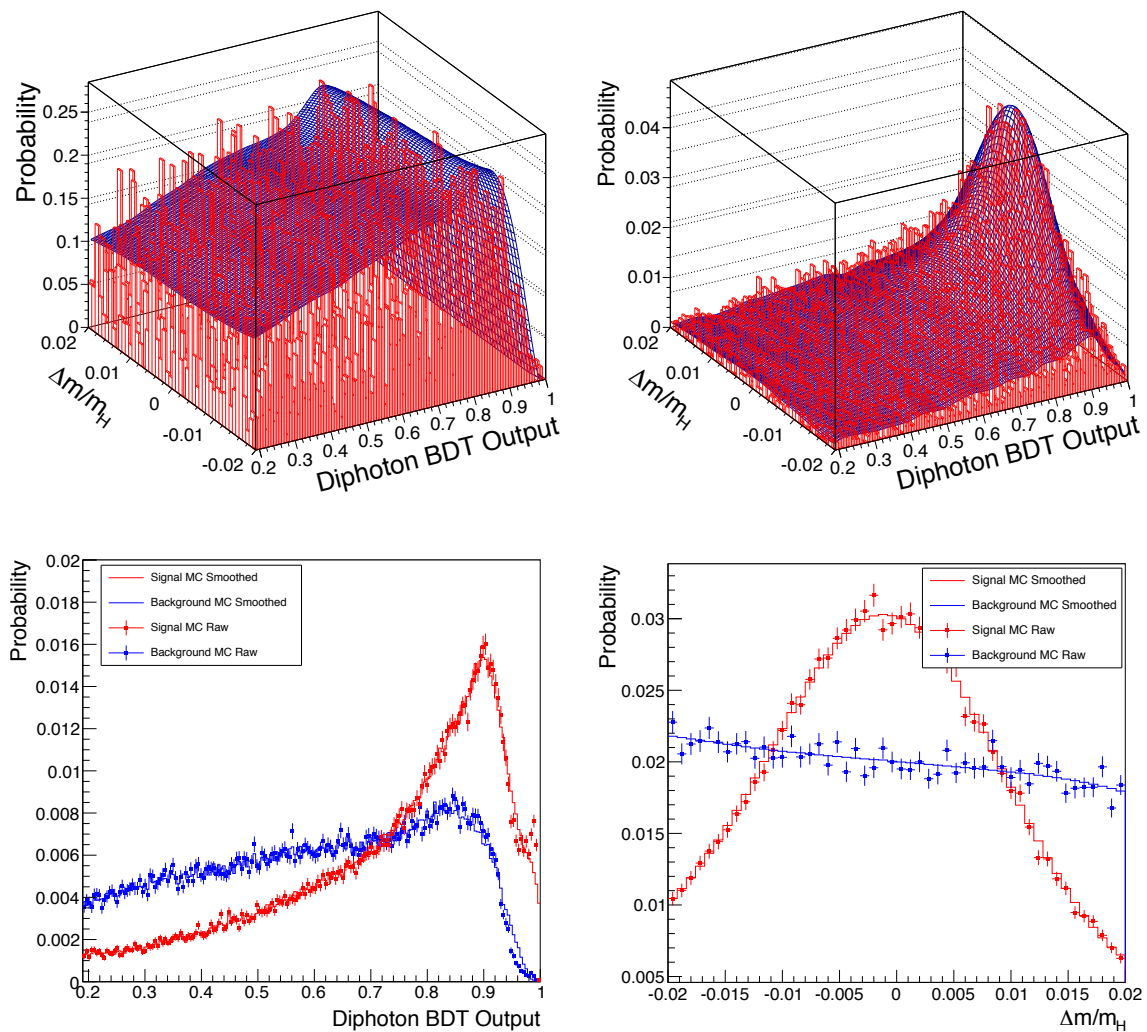 Probability
0.25
0.2
0.15
0.1
0.05
0
0.02
0.01
0
-0.01
-0.02
Δm/m_H
0.2
0.3
0.4
0.5
0.6
0.7
0.8
0.9
1
Diphoton BDT Output
Probability
0.04
0.03
0.02
0.01
0
0.02
0.01
0
-0.01
-0.02
Δm/m_H
0.2
0.3
0.4
0.5
0.6
0.7
0.8
0.9
1
Diphoton BDT Output
Probability
0.02
0.018
0.016
0.014
0.012
0.01
0.008
0.006
0.004
0.002
0
Signal MC Smoothed
Background MC Smoothed
Signal MC Raw
Background MC Raw
0.2 0.3 0.4 0.5 0.6 0.7 0.8 0.9 1
Diphoton BDT Output
Probability
0.03
0.025
0.02
0.015
0.01
0.005
Signal MC Smoothed
Background MC Smoothed
Signal MC Raw
Background MC Raw
-0.02 -0.015 -0.01 -0.005 0 0.005 0.01 0.015 0.02
Δm/m_H